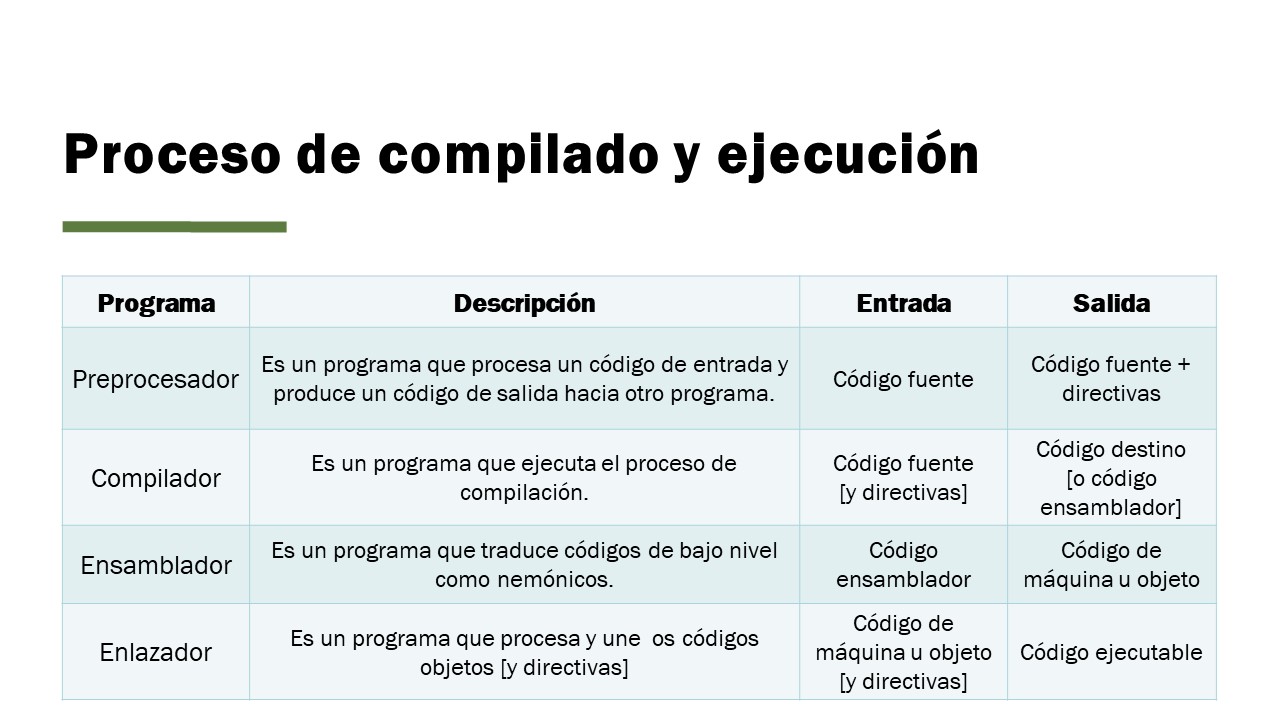 Proceso de compilado y ejecución
Programa
Descripción
Entrada
Salida
Preprocesador
Es un programa que procesa un código de entrada y
produce un código de salida hacia otro programa.
Código fuente
Código fuente +
directivas
Compilador
Es un programa que ejecuta el proceso de
compilación.
Código fuente
[y directivas]
Código destino
[o código
ensamblador]
Ensamblador
Es un programa que traduce códigos de bajo nivel
como nemónicos.
Código
ensamblador
Código de
máquina u objeto
Enlazador
Es un programa que procesa y une  os códigos
objetos [y directivas]
Código de
máquina u objeto
[y directivas]
Código ejecutable